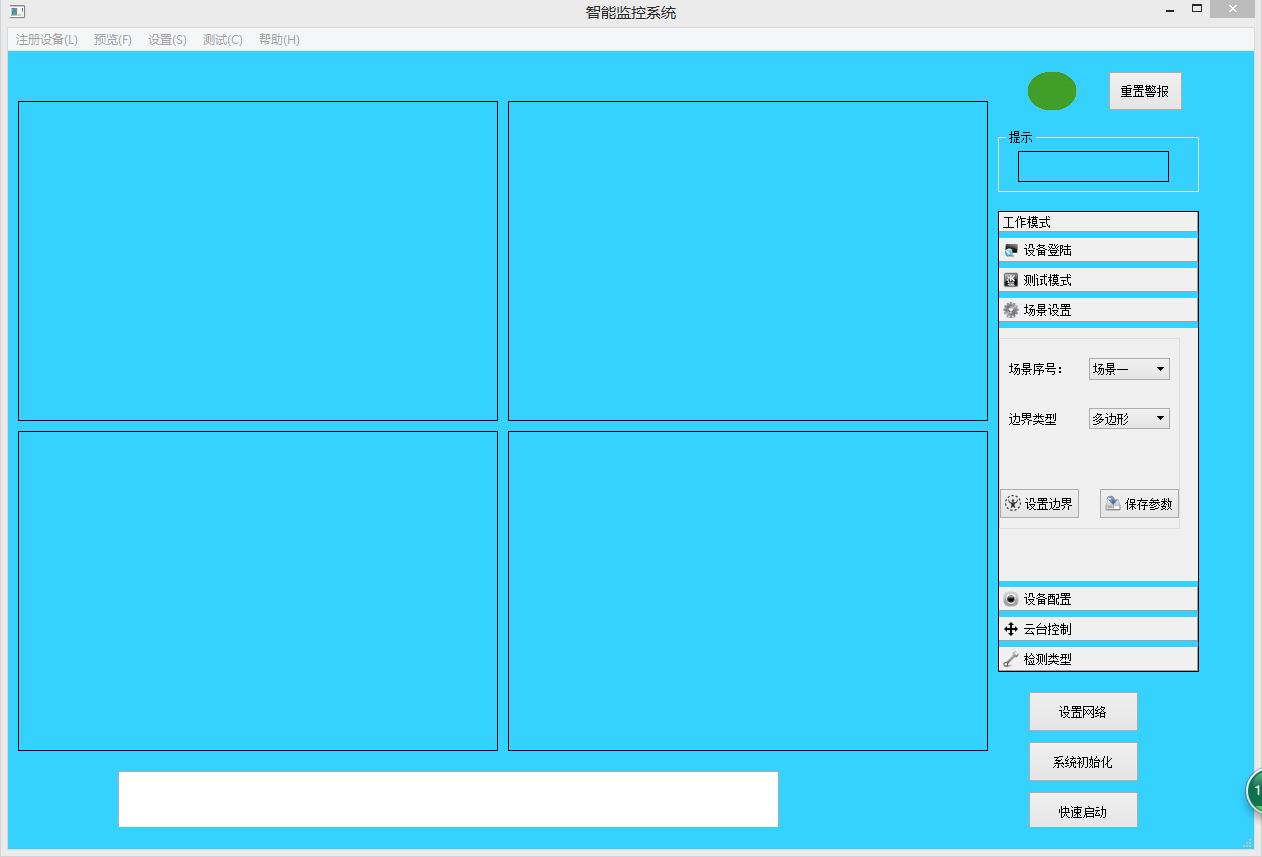 智能监控系统
注册设备(L) 预览(F) 设置(S) 测试(C) 帮助(H)
重置警报
提示
工作模式
设备登陆
测试模式
场景设置
场景序号： 场景一
边界类型 多边形
设置边界 保存参数
设备配置
云台控制
检测类型
设置网络
系统初始化
快速启动
1